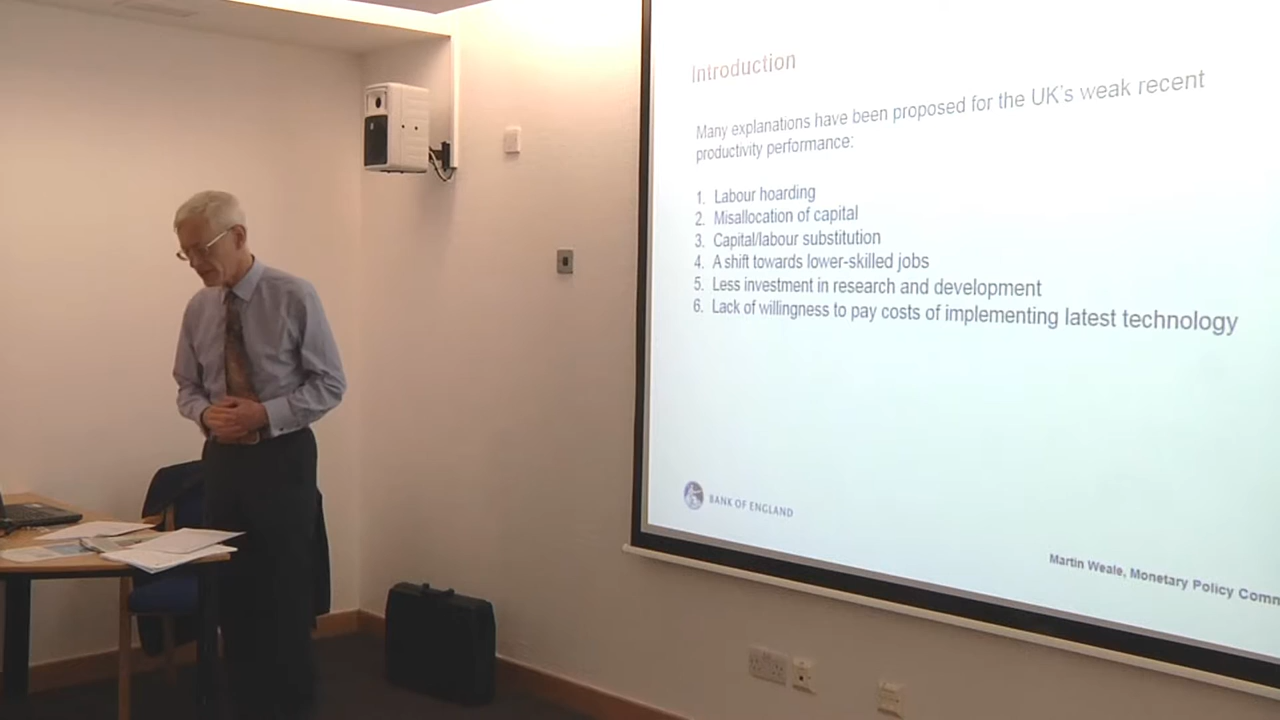 Introduction
Many explanations have been proposed for the UK's weak recent
productivity performance:
1. Labour hoarding
2. Misallocation of capital
3. Capital/labour substitution
4. A shift towards lower-skilled jobs
5. Less investment in research and development
6. Lack of willingness to pay costs of implementing latest technology
BANK OF ENGLAND
Martin Weale, Monetary Policy Comm